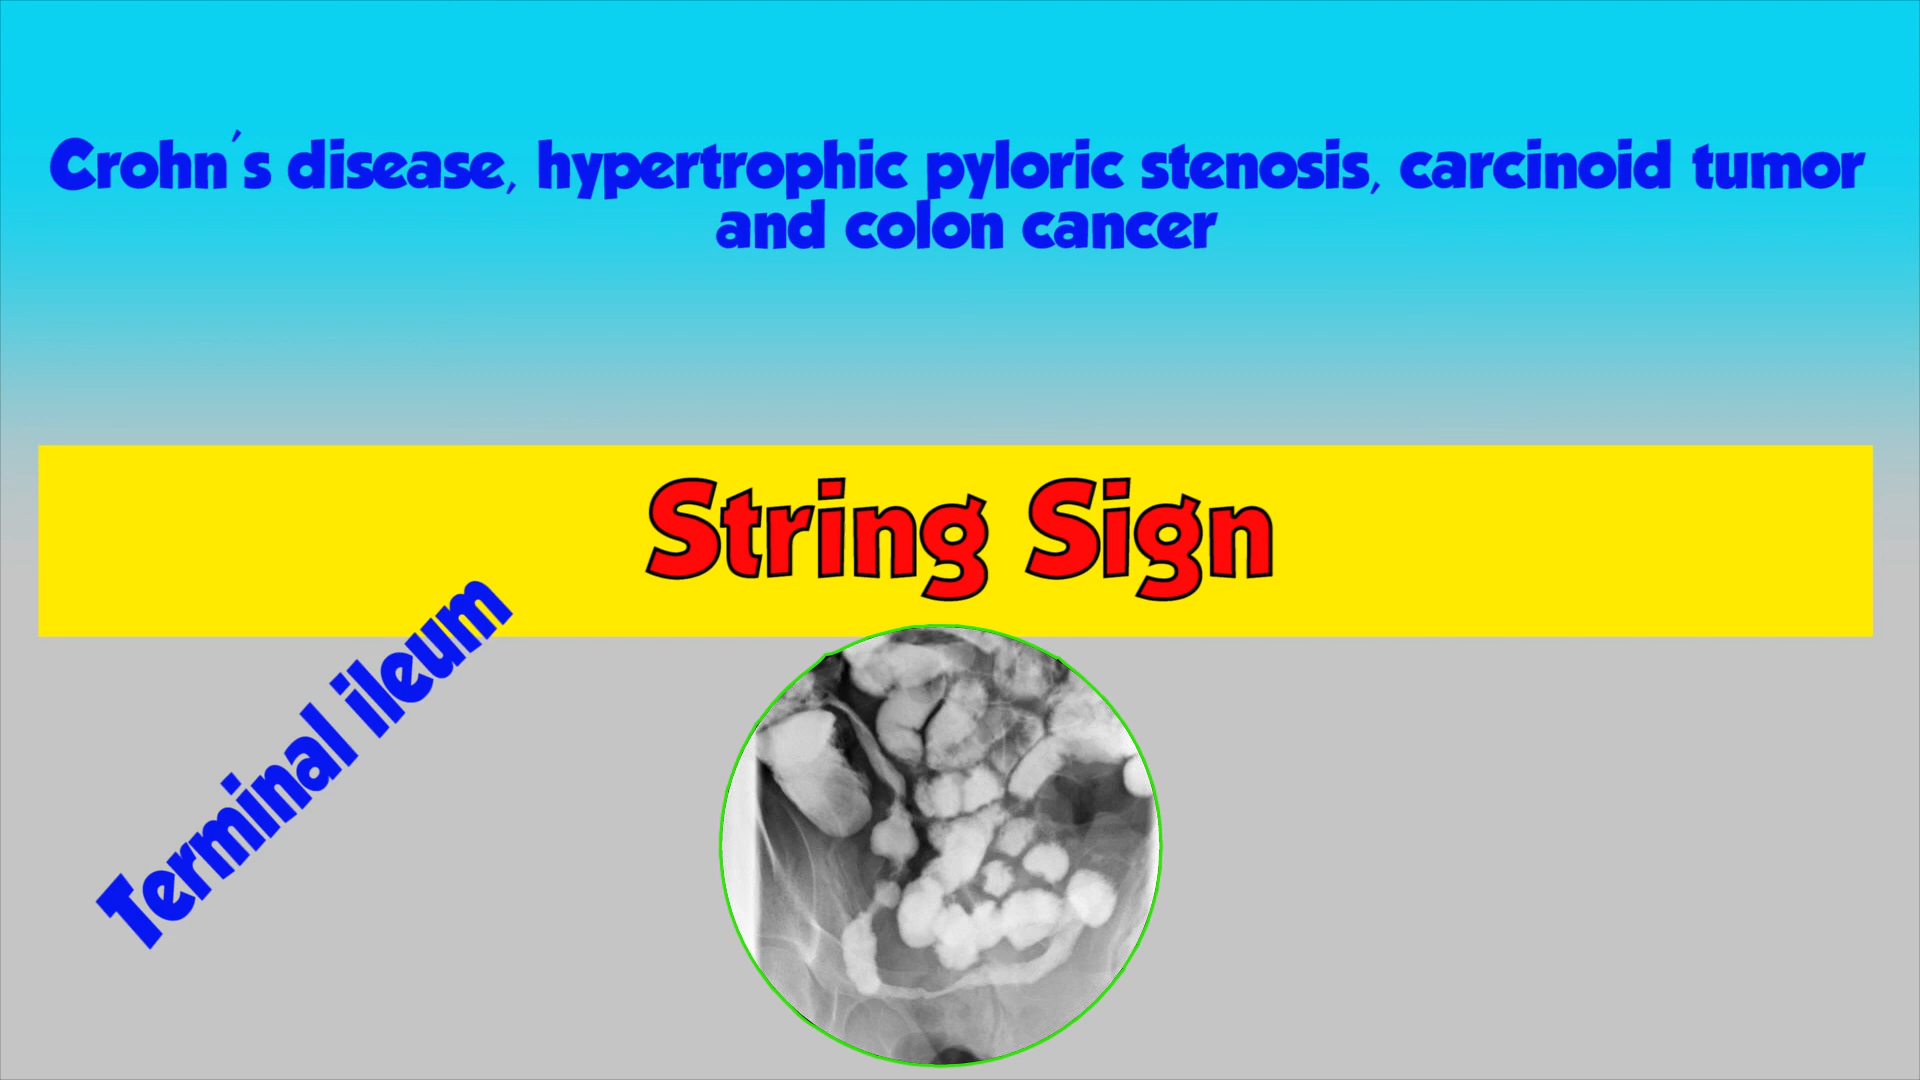 Crohn's disease, hypertrophic pyloric stenosis, carcinoid tumor
and colon cancer
String Sign
Terminal ileum